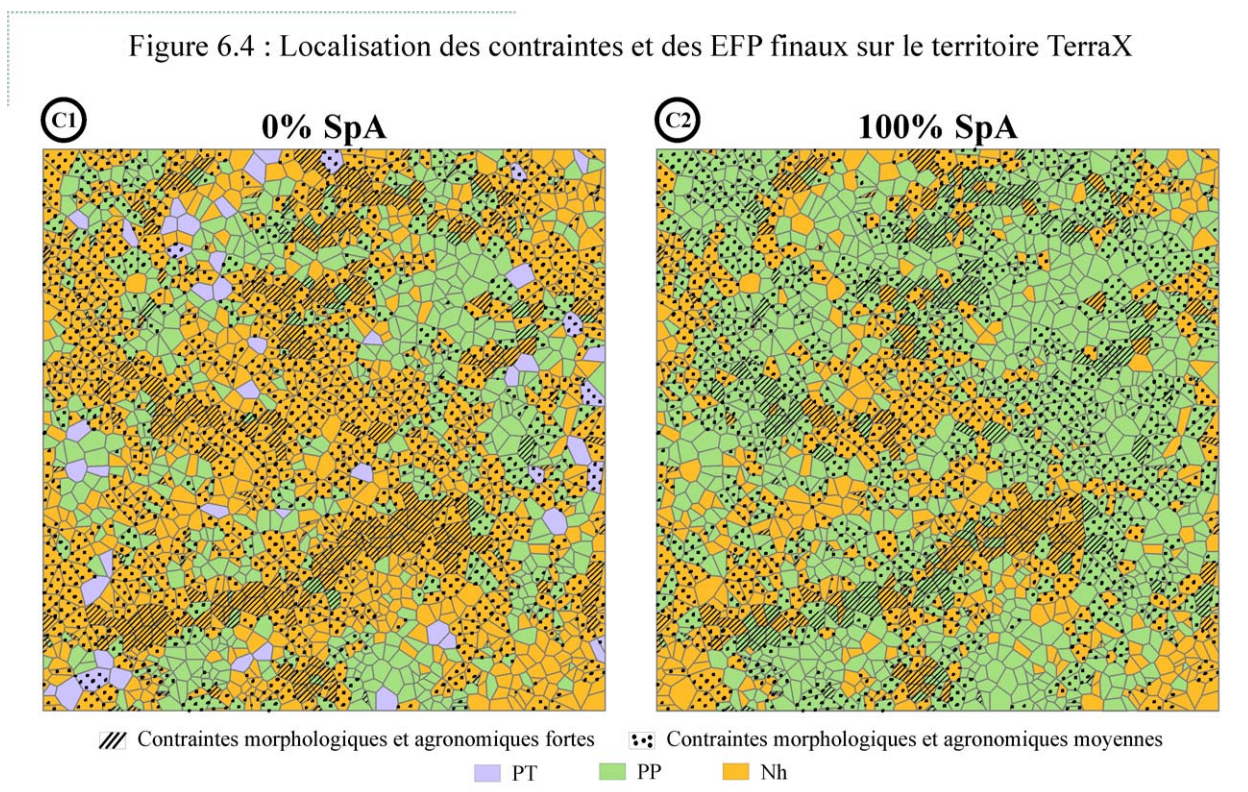 Figure 6.4 : Localisation des contraintes et des EFP finaux sur le territoire TerraX
C1
0% SpA
C2
100% SpA
Contraintes morphologiques et agronomiques fortes
Contraintes morphologiques et agronomiques moyennes
PT
PP
Nh